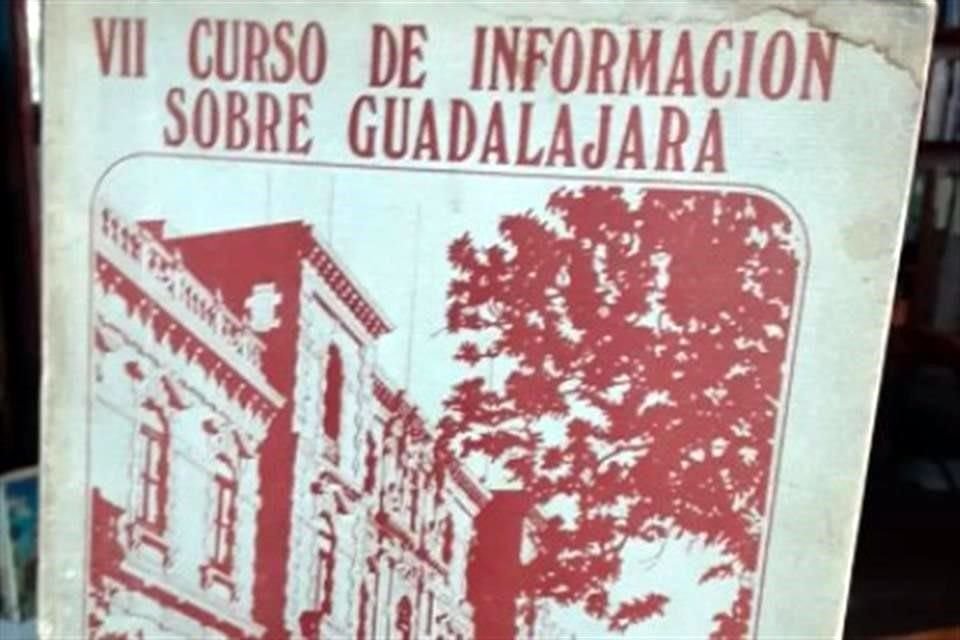 VII CURSO DE INFORMACION
SOBRE GUADALAJARA